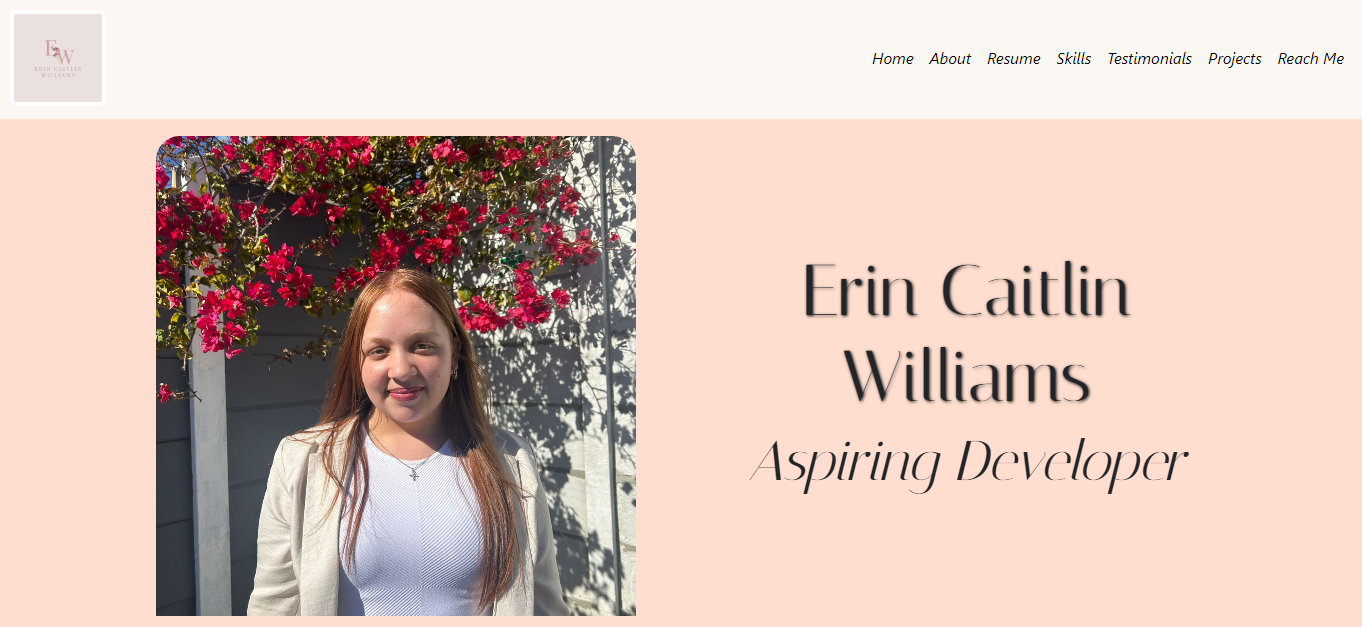 EW
ERIN CAITLIN
WILLIAMS
Home About Resume Skills Testimonials Projects Reach Me
Erin Caitlin
Williams
Aspiring Developer